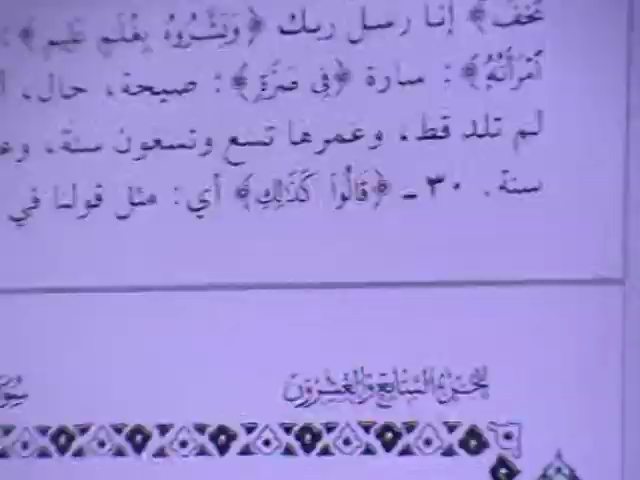 تَخَفْ﴾ إنا رسل ربك ﴿وَبَشَّرُوهُ بِغُلَٰمٍ عَلِيمٍ﴾:
ٱمْرَأَتُهُۥ﴾: سارة ﴿فِى صَرَّةٍ﴾: صيحة، حال،
لم تلد قط، وعمرها تسع وتسعون سنة،
سنة. ٣٠ ـ ﴿قَالُوا۟ كَذَٰلِكِ﴾ أي: مثل قولنا في
الجزء السابع والعشرون